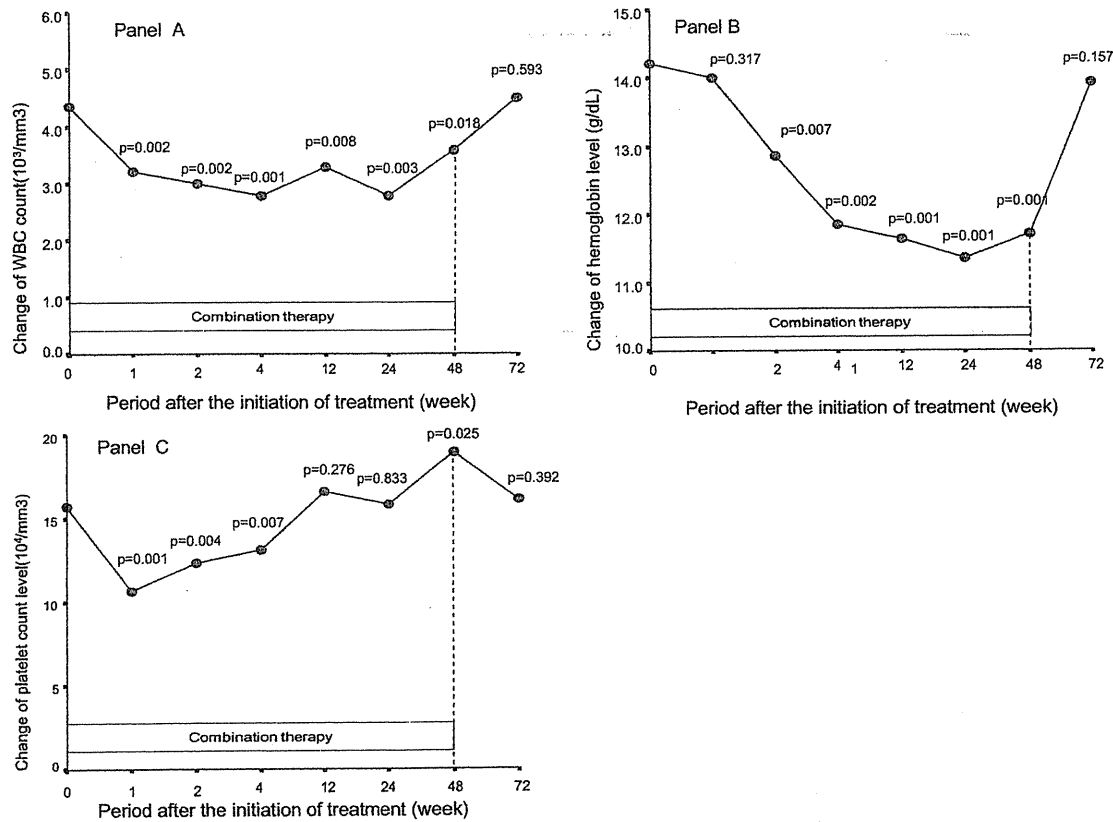 Panel A
Change of WBC count(10³/mm3)
6.0
5.0
4.0
3.0
2.0
1.0
0.0
p=0.002
p=0.002
p=0.001
p=0.008
p=0.003
p=0.018
p=0.593
Combination therapy
0 1 2 4 12 24 48 72
Period after the initiation of treatment (week)
Panel B
Change of hemoglobin level (g/dL)
15.0
14.0
13.0
12.0
11.0
10.0
p=0.317
p=0.007
p=0.002
p=0.001
p=0.001
p=0.001
p=0.157
Combination therapy
0 2 4 1 12 24 48 72
Period after the initiation of treatment (week)
Panel C
Change of platelet count level(10⁴/mm3)
20
15
10
5
0
p=0.001
p=0.004
p=0.007
p=0.276
p=0.833
p=0.025
p=0.392
Combination therapy
0 1 2 4 12 24 48 72
Period after the initiation of treatment (week)